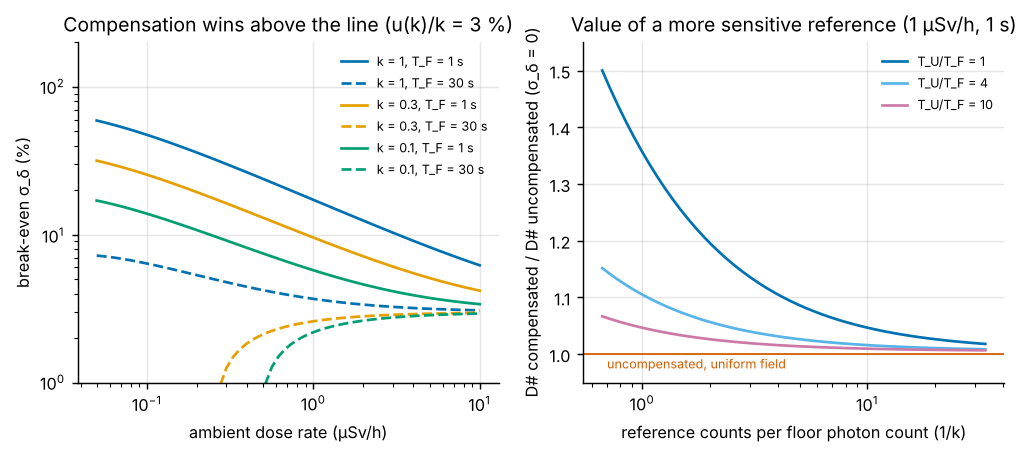 Compensation wins above the line (u(k)/k = 3 %)
break-even σ_δ (%)
10²
10¹
10⁰
10⁻¹
10⁰
10¹
ambient dose rate (µSv/h)
k = 1, T_F = 1 s
k = 1, T_F = 30 s
k = 0.3, T_F = 1 s
k = 0.3, T_F = 30 s
k = 0.1, T_F = 1 s
k = 0.1, T_F = 30 s
Value of a more sensitive reference (1 µSv/h, 1 s)
D# compensated / D# uncompensated (σ_δ = 0)
1.5
1.4
1.3
1.2
1.1
1.0
10⁰
10¹
reference counts per floor photon count (1/k)
T_U/T_F = 1
T_U/T_F = 4
T_U/T_F = 10
uncompensated, uniform field